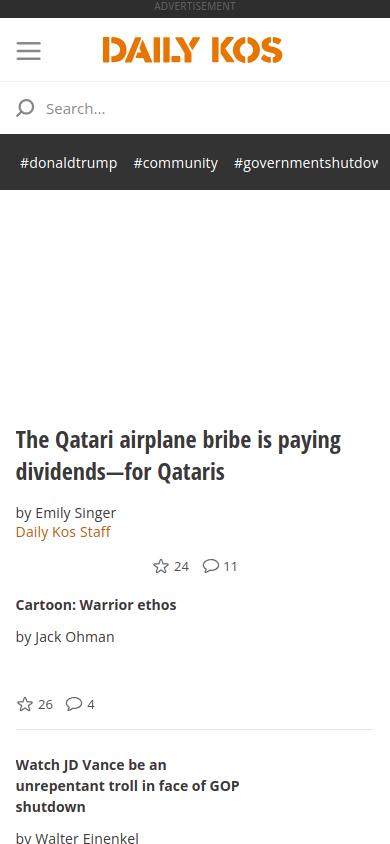 ADVERTISEMENT
DAILY KOS
Search...
#donaldtrump #community #governmentshutdow
The Qatari airplane bribe is paying
dividends—for Qataris
by Emily Singer
Daily Kos Staff
24 11
Cartoon: Warrior ethos
by Jack Ohman
26 4
Watch JD Vance be an
unrepentant troll in face of GOP
shutdown
by Walter Einenkel